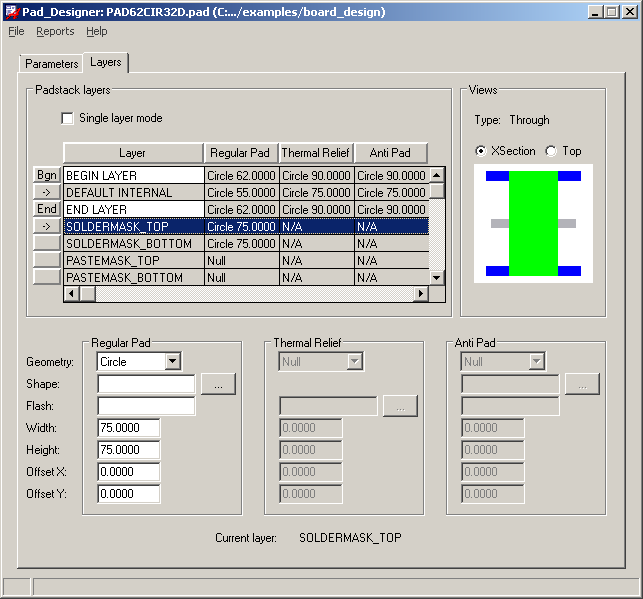 Pad_Designer: PAD62CIR32D.pad (C:.../examples/board_design)
File Reports Help
Parameters Layers
Padstack layers
Single layer mode
Layer Regular Pad Thermal Relief Anti Pad
Bgn BEGIN LAYER Circle 62.0000 Circle 90.0000 Circle 90.0000
-> DEFAULT INTERNAL Circle 55.0000 Circle 75.0000 Circle 75.0000
End END LAYER Circle 62.0000 Circle 90.0000 Circle 90.0000
-> SOLDERMASK_TOP Circle 75.0000 N/A N/A
SOLDERMASK_BOTTOM Circle 75.0000 N/A N/A
PASTEMASK_TOP Null N/A N/A
PASTEMASK_BOTTOM Null N/A N/A
Views
Type: Through
XSection Top
Regular Pad Thermal Relief Anti Pad
Geometry: Circle Null Null
Shape: ... ...
Flash: ...
Width: 75.0000 0.0000 0.0000
Height: 75.0000 0.0000 0.0000
Offset X: 0.0000 0.0000 0.0000
Offset Y: 0.0000 0.0000 0.0000
Current layer: SOLDERMASK_TOP